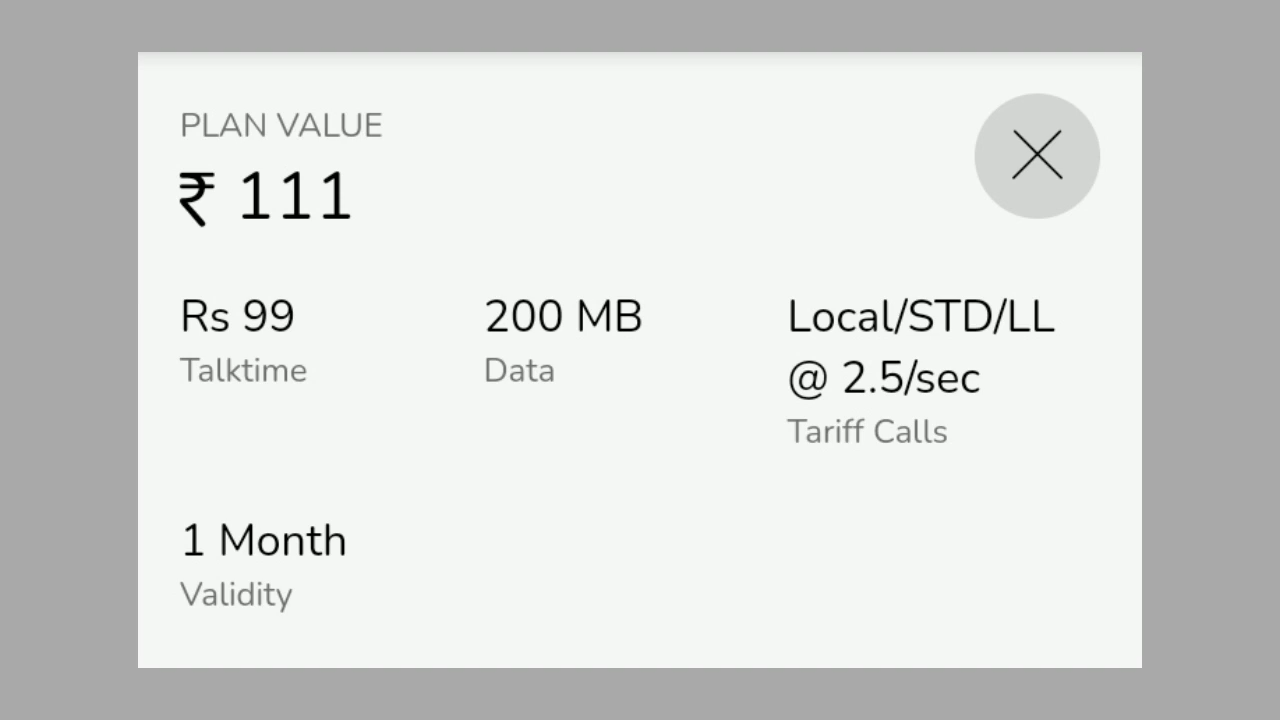 PLAN VALUE
₹ 111
Rs 99
Talktime
200 MB
Data
Local/STD/LL
@ 2.5/sec
Tariff Calls
1 Month
Validity